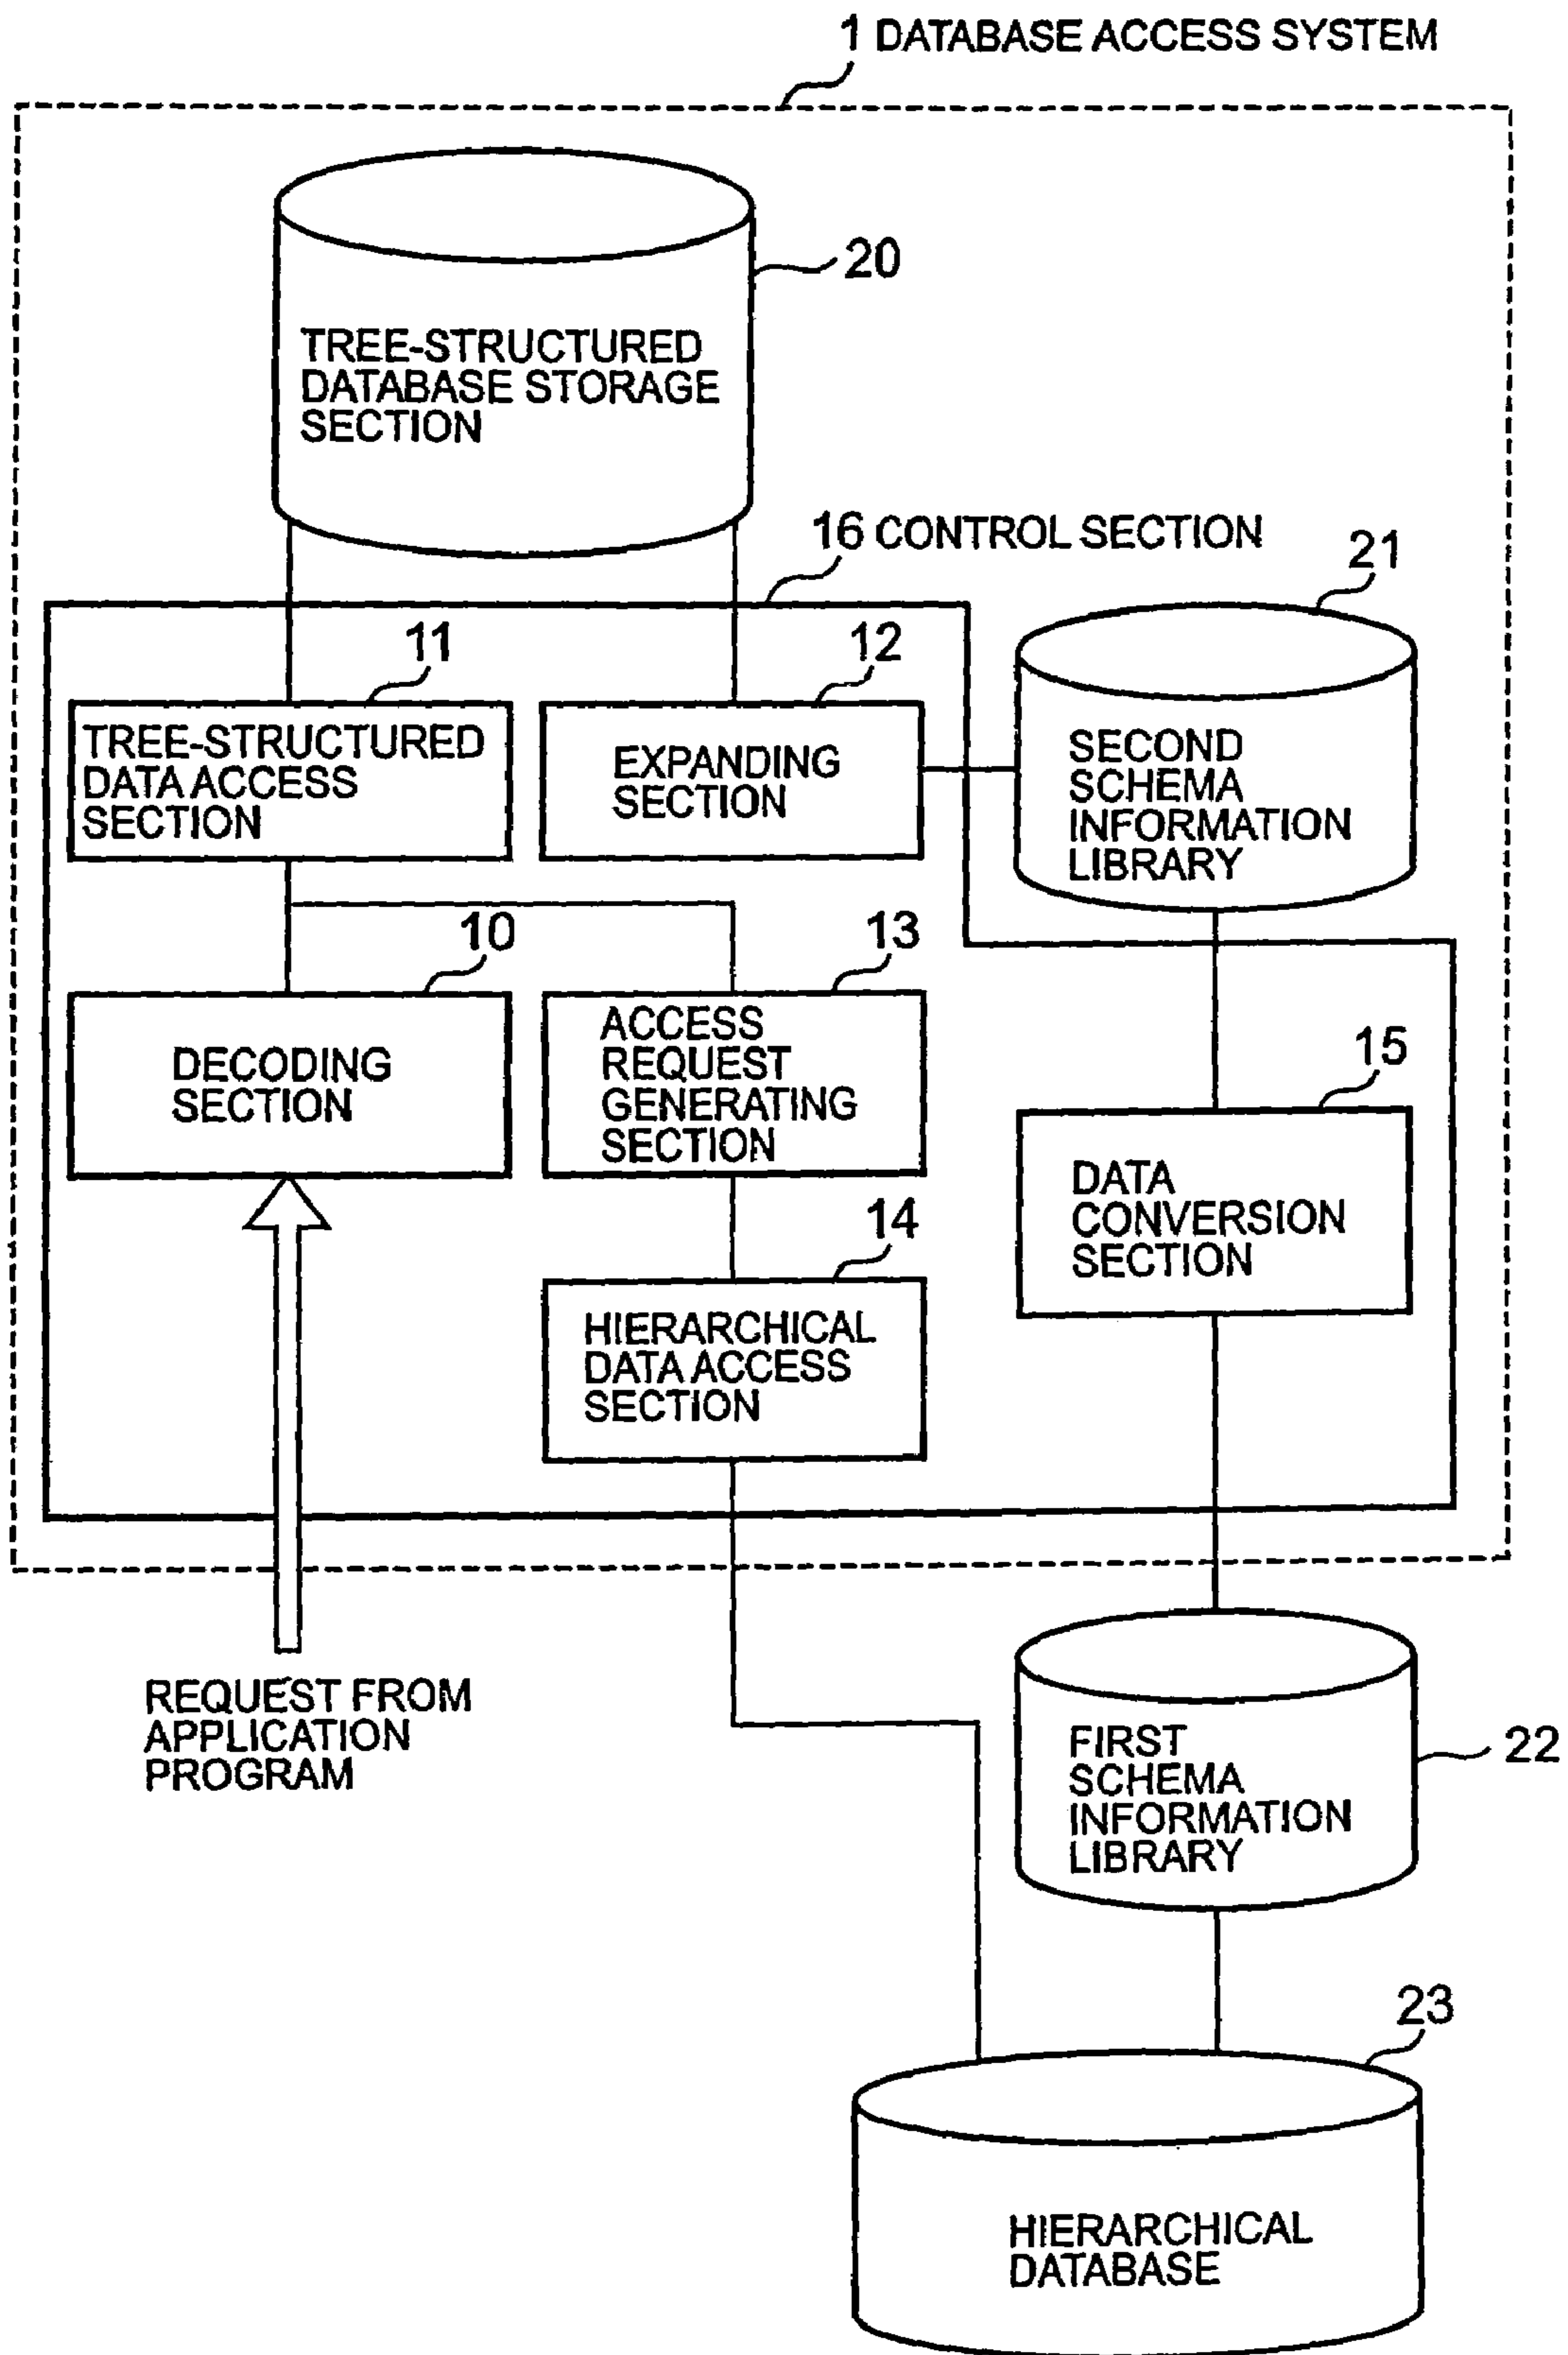 1 DATABASE ACCESS SYSTEM
20
TREE-STRUCTURED
DATABASE STORAGE
SECTION
16 CONTROL SECTION
21
11
12
TREE-STRUCTURED
DATA ACCESS
SECTION
EXPANDING
SECTION
SECOND
SCHEMA
INFORMATION
LIBRARY
10
13
DECODING
SECTION
ACCESS
REQUEST
GENERATING
SECTION
15
DATA
CONVERSION
SECTION
14
HIERARCHICAL
DATA ACCESS
SECTION
REQUEST FROM
APPLICATION
PROGRAM
FIRST
SCHEMA
INFORMATION
LIBRARY
22
23
HIERARCHICAL
DATABASE